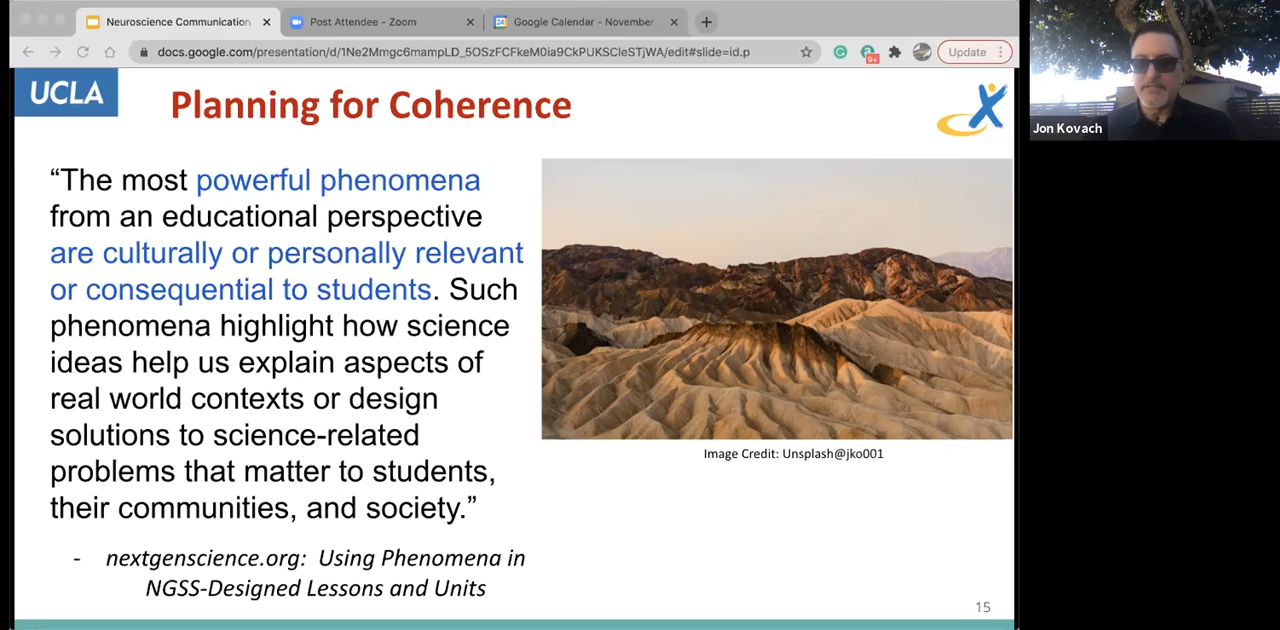 Neuroscience Communication
Post Attendee - Zoom
Google Calendar - November
24
docs.google.com/presentation/d/1Ne2Mmgc6mampLD_5OSzFCFkeM0ia9CkPUKSCleSTjWA/edit#slide=id.p
9+
Update
UCLA
Planning for Coherence
“The most powerful phenomena
from an educational perspective
are culturally or personally relevant
or consequential to students. Such
phenomena highlight how science
ideas help us explain aspects of
real world contexts or design
solutions to science-related
problems that matter to students,
their communities, and society.”
- nextgenscience.org: Using Phenomena in
NGSS-Designed Lessons and Units
Image Credit: Unsplash@jko001
15
Jon Kovach